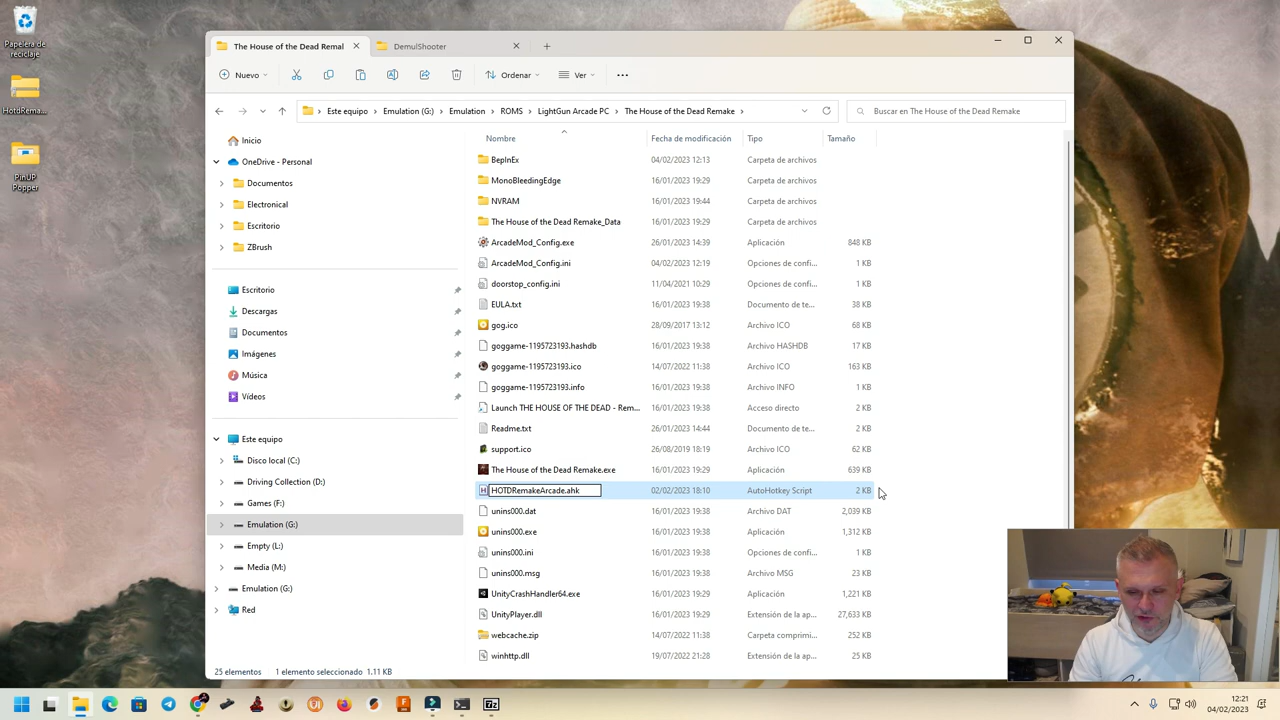 Papelera de
reciclaje
HotdRema...
PinUP
Popper
The House of the Dead Remal
DemulShooter
Nuevo
Ordenar
Ver
Este equipo
Emulation (G:)
Emulation
ROMS
LightGun Arcade PC
The House of the Dead Remake
Buscar en The House of the Dead Remake
Nombre
Fecha de modificación
Tipo
Tamaño
Inicio
OneDrive - Personal
Documentos
Electronical
Escritorio
ZBrush
Escritorio
Descargas
Documentos
Imágenes
Música
Vídeos
Este equipo
Disco local (C:)
Driving Collection (D:)
Games (F:)
Emulation (G:)
Empty (L:)
Media (M:)
Emulation (G:)
Red
BepInEx 04/02/2023 12:13 Carpeta de archivos
MonoBleedingEdge 16/01/2023 19:29 Carpeta de archivos
NVRAM 16/01/2023 19:44 Carpeta de archivos
The House of the Dead Remake_Data 16/01/2023 19:29 Carpeta de archivos
ArcadeMod_Config.exe 26/01/2023 14:39 Aplicación 848 KB
ArcadeMod_Config.ini 04/02/2023 12:19 Opciones de confi... 1 KB
doorstop_config.ini 11/04/2021 10:29 Opciones de confi... 1 KB
EULA.txt 16/01/2023 19:38 Documento de te... 38 KB
gog.ico 28/09/2017 13:12 Archivo ICO 68 KB
goggame-1195723193.hashdb 16/01/2023 19:38 Archivo HASHDB 17 KB
goggame-1195723193.ico 14/07/2022 11:38 Archivo ICO 163 KB
goggame-1195723193.info 16/01/2023 19:38 Archivo INFO 1 KB
Launch THE HOUSE OF THE DEAD - Rem... 16/01/2023 19:38 Acceso directo 2 KB
Readme.txt 26/01/2023 14:44 Documento de te... 2 KB
support.ico 26/08/2019 18:19 Archivo ICO 62 KB
The House of the Dead Remake.exe 16/01/2023 19:29 Aplicación 639 KB
HOTDRemakeArcade.ahk 02/02/2023 18:10 AutoHotkey Script 2 KB
unins000.dat 16/01/2023 19:38 Archivo DAT 2,039 KB
unins000.exe 16/01/2023 19:38 Aplicación 1,312 KB
unins000.ini 16/01/2023 19:38 Opciones de confi... 1 KB
unins000.msg 16/01/2023 19:38 Archivo MSG 23 KB
UnityCrashHandler64.exe 16/01/2023 19:29 Aplicación 1,221 KB
UnityPlayer.dll 16/01/2023 19:29 Extensión de la ap... 27,633 KB
webcache.zip 14/07/2022 11:38 Carpeta comprimi... 252 KB
winhttp.dll 19/07/2022 21:28 Extensión de la ap... 25 KB
25 elementos
1 elemento seleccionado 1,11 KB
12:21
04/02/2023